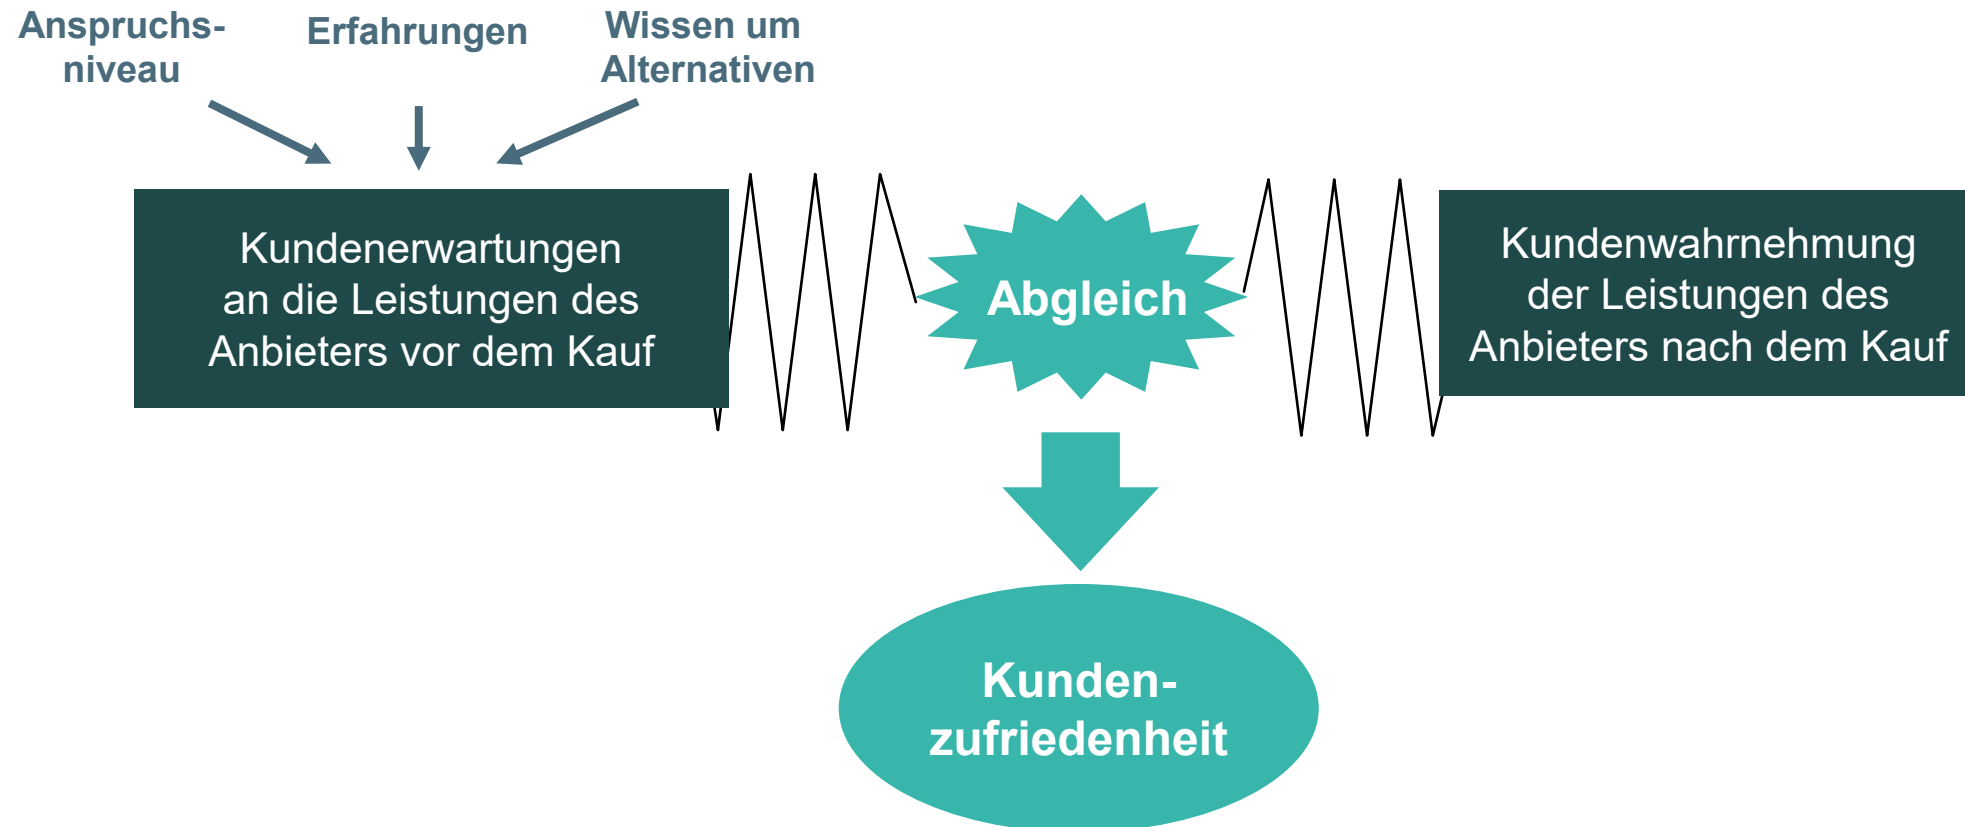 Anspruchs-
niveau
Erfahrungen
Wissen um
Alternativen
Kundenerwartungen
an die Leistungen des
Anbieters vor dem Kauf
Abgleich
Kundenwahrnehmung
der Leistungen des
Anbieters nach dem Kauf
Kunden-
zufriedenheit